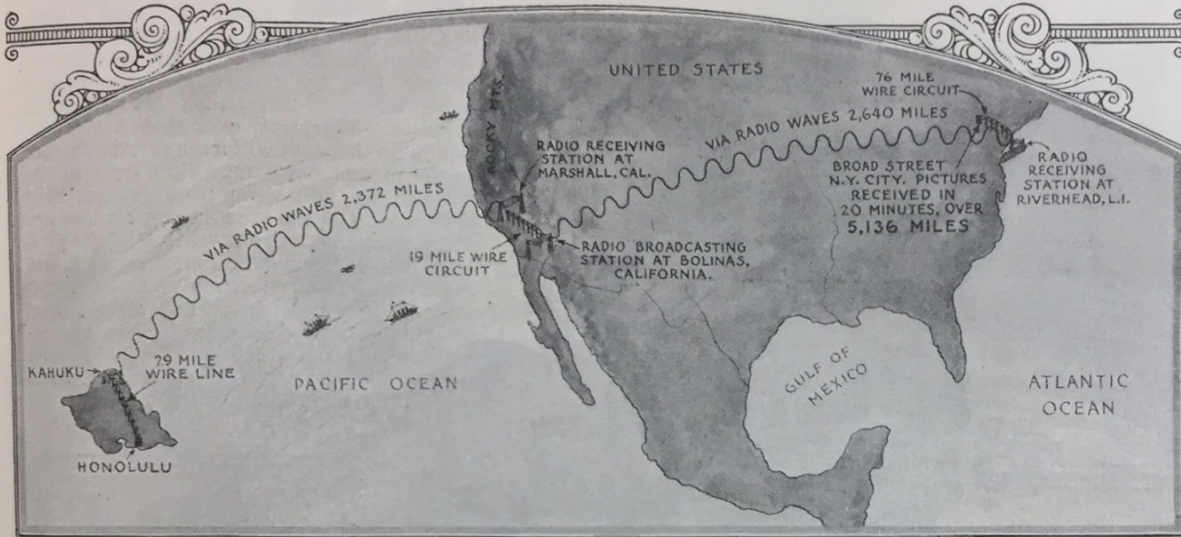 UNITED STATES
76 MILE
WIRE CIRCUIT
ROCKY MTS.
RADIO RECEIVING
STATION AT
MARSHALL, CAL.
VIA RADIO WAVES 2,640 MILES
BROAD STREET
N.Y. CITY. PICTURES
RECEIVED IN
20 MINUTES, OVER
5,136 MILES
RADIO
RECEIVING
STATION AT
RIVERHEAD, L.I.
VIA RADIO WAVES 2,372 MILES
19 MILE WIRE
CIRCUIT
RADIO BROADCASTING
STATION AT BOLINAS,
CALIFORNIA.
KAHUKU
29 MILE
WIRE LINE
PACIFIC OCEAN
GULF OF
MEXICO
ATLANTIC
OCEAN
HONOLULU